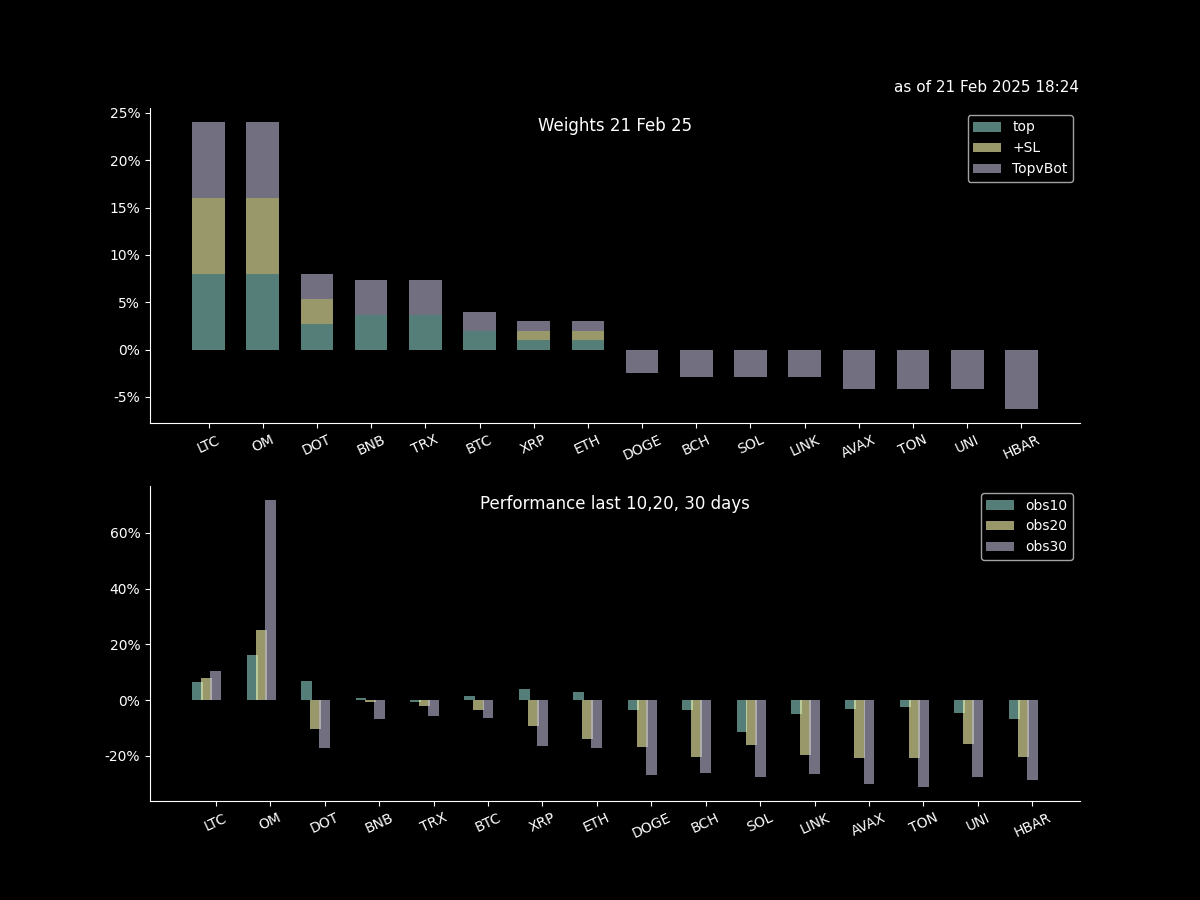 as of 21 Feb 2025 18:24
Weights 21 Feb 25
top
+SL
TopvBot
25%
20%
15%
10%
5%
0%
-5%
LTC OM DOT BNB TRX BTC XRP ETH DOGE BCH SOL LINK AVAX TON UNI HBAR
Performance last 10,20, 30 days
obs10
obs20
obs30
60%
40%
20%
0%
-20%
LTC OM DOT BNB TRX BTC XRP ETH DOGE BCH SOL LINK AVAX TON UNI HBAR